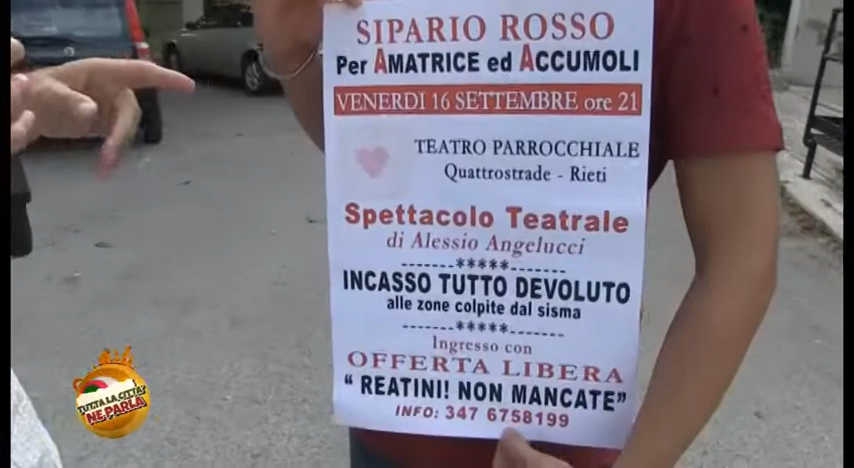 SIPARIO ROSSO
Per AMATRICE ed ACCUMOLI
VENERDI 16 SETTEMBRE ore 21
TEATRO PARROCCHIALE
Quattrostrade - Rieti
Spettacolo Teatrale
di Alessio Angelucci
-------*****-------
INCASSO TUTTO DEVOLUTO
alle zone colpite dal sisma
-------*****-------
Ingresso con
OFFERTA LIBERA
"REATINI! NON MANCATE"
INFO: 347 6758199
TUTTA LA CITTA'
NE PARLA!